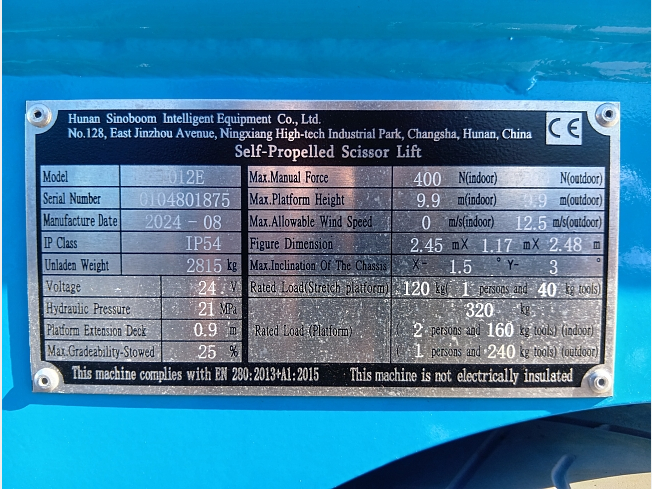 Hunan Sinoboom Intelligent Equipment Co., Ltd.
No.128, East Jinzhou Avenue, Ningxiang High-tech Industrial Park, Changsha, Hunan, China
CE
Self-Propelled Scissor Lift
Model 012E Max.Manual Force 400 N(indoor) N(outdoor)
Serial Number 0104801875 Max.Platform Height 9.9 m(indoor) 9.9 m(outdoor)
Manufacture Date 2024-08 Max.Allowable Wind Speed 0 m/s(indoor) 12.5 m/s(outdoor)
IP Class IP54 Figure Dimension 2.45 mX 1.17 mX 2.48 m
Unladen Weight 2815 kg Max.Inclination Of The Chassis X- 1.5 ° Y- 3 °
Voltage 24 V Rated Load(Stretch platform) 120 kg( 1 persons and 40 kg tools)
Hydraulic Pressure 21 MPa 320 kg
Platform Extension Deck 0.9 m Rated Load (Platform) ( 2 persons and 160 kg tools) (indoor)
Max.Gradeability-Stowed 25 % ( 1 persons and 240 kg tools) (outdoor)
This machine complies with EN 280:2013+A1:2015 This machine is not electrically insulated